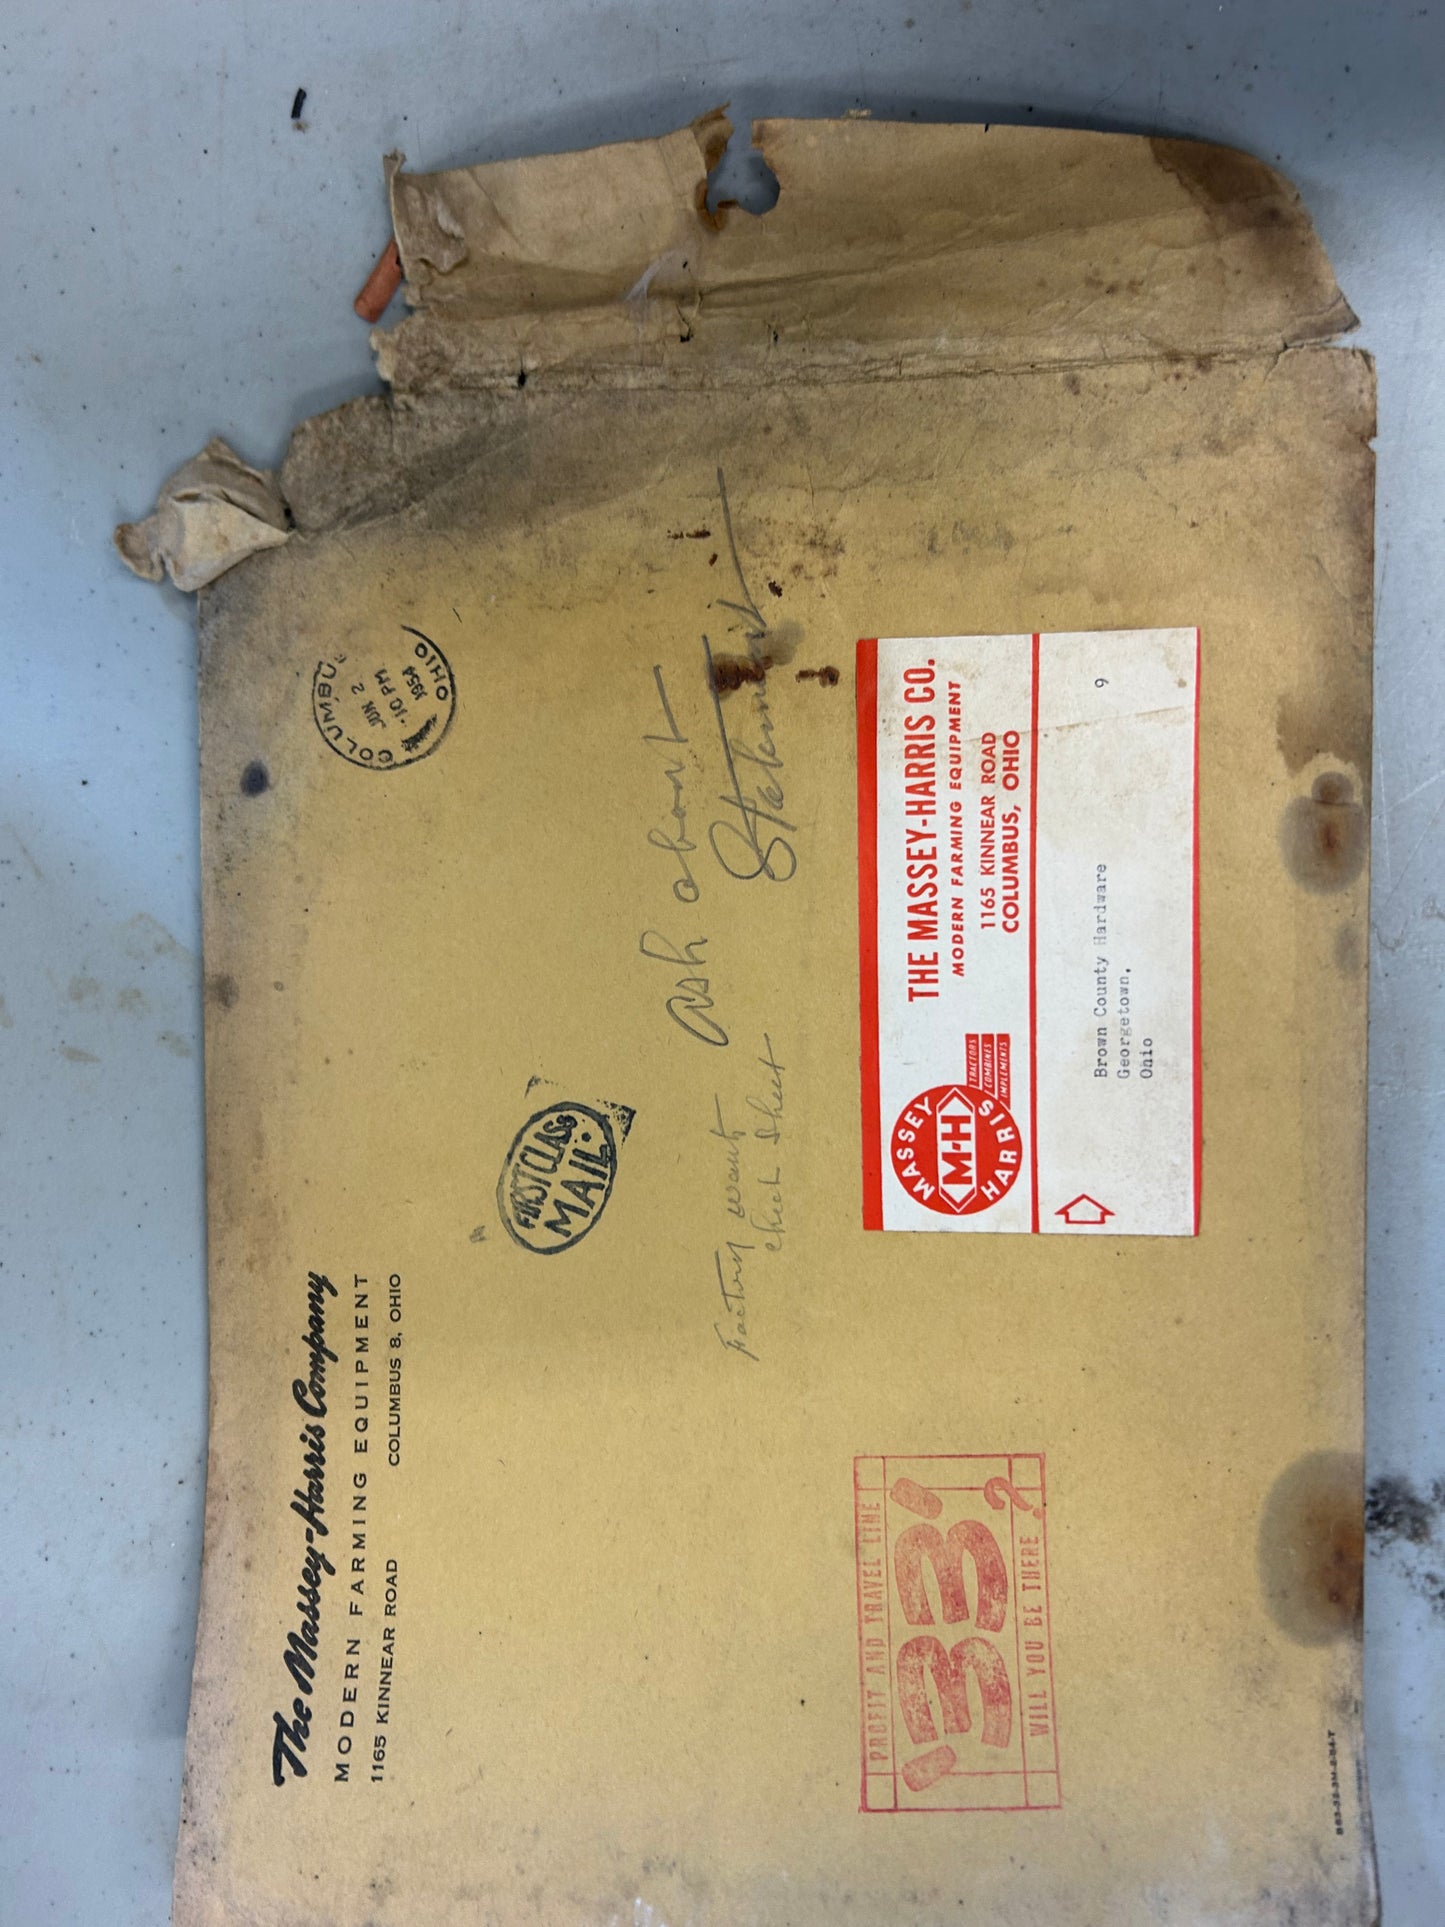 The Massey-Harris Company
MODERN FARMING EQUIPMENT
1165 KINNEAR ROAD COLUMBUS 8, OHIO
COLUMBUS
JUN 2
10 PM
1954
OHIO
FIRST CLASS
MAIL.
Ash about
Statement
Factory want
check sheet
PROFIT AND TRAVEL TIME
'33'
WILL YOU BE THERE ?
MASSEY
M-H
HARRIS
TRACTORS
COMBINES
IMPLEMENTS
THE MASSEY-HARRIS CO.
MODERN FARMING EQUIPMENT
1165 KINNEAR ROAD
COLUMBUS, OHIO
9
Brown County Hardware
Georgetown,
Ohio